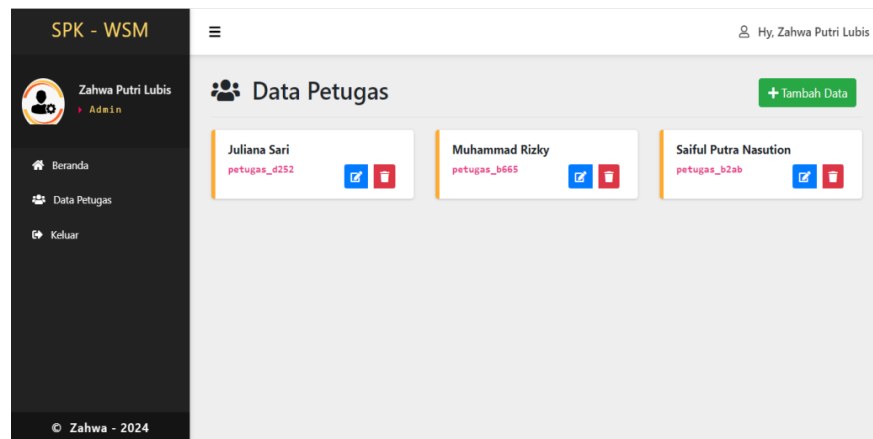 SPK - WSM
Hy, Zahwa Putri Lubis
Zahwa Putri Lubis
Admin
Beranda
Data Petugas
Keluar
© Zahwa - 2024
Data Petugas
Tambah Data
Juliana Sari
petugas_d252
Muhammad Rizky
petugas_b665
Saiful Putra Nasution
petugas_b2ab